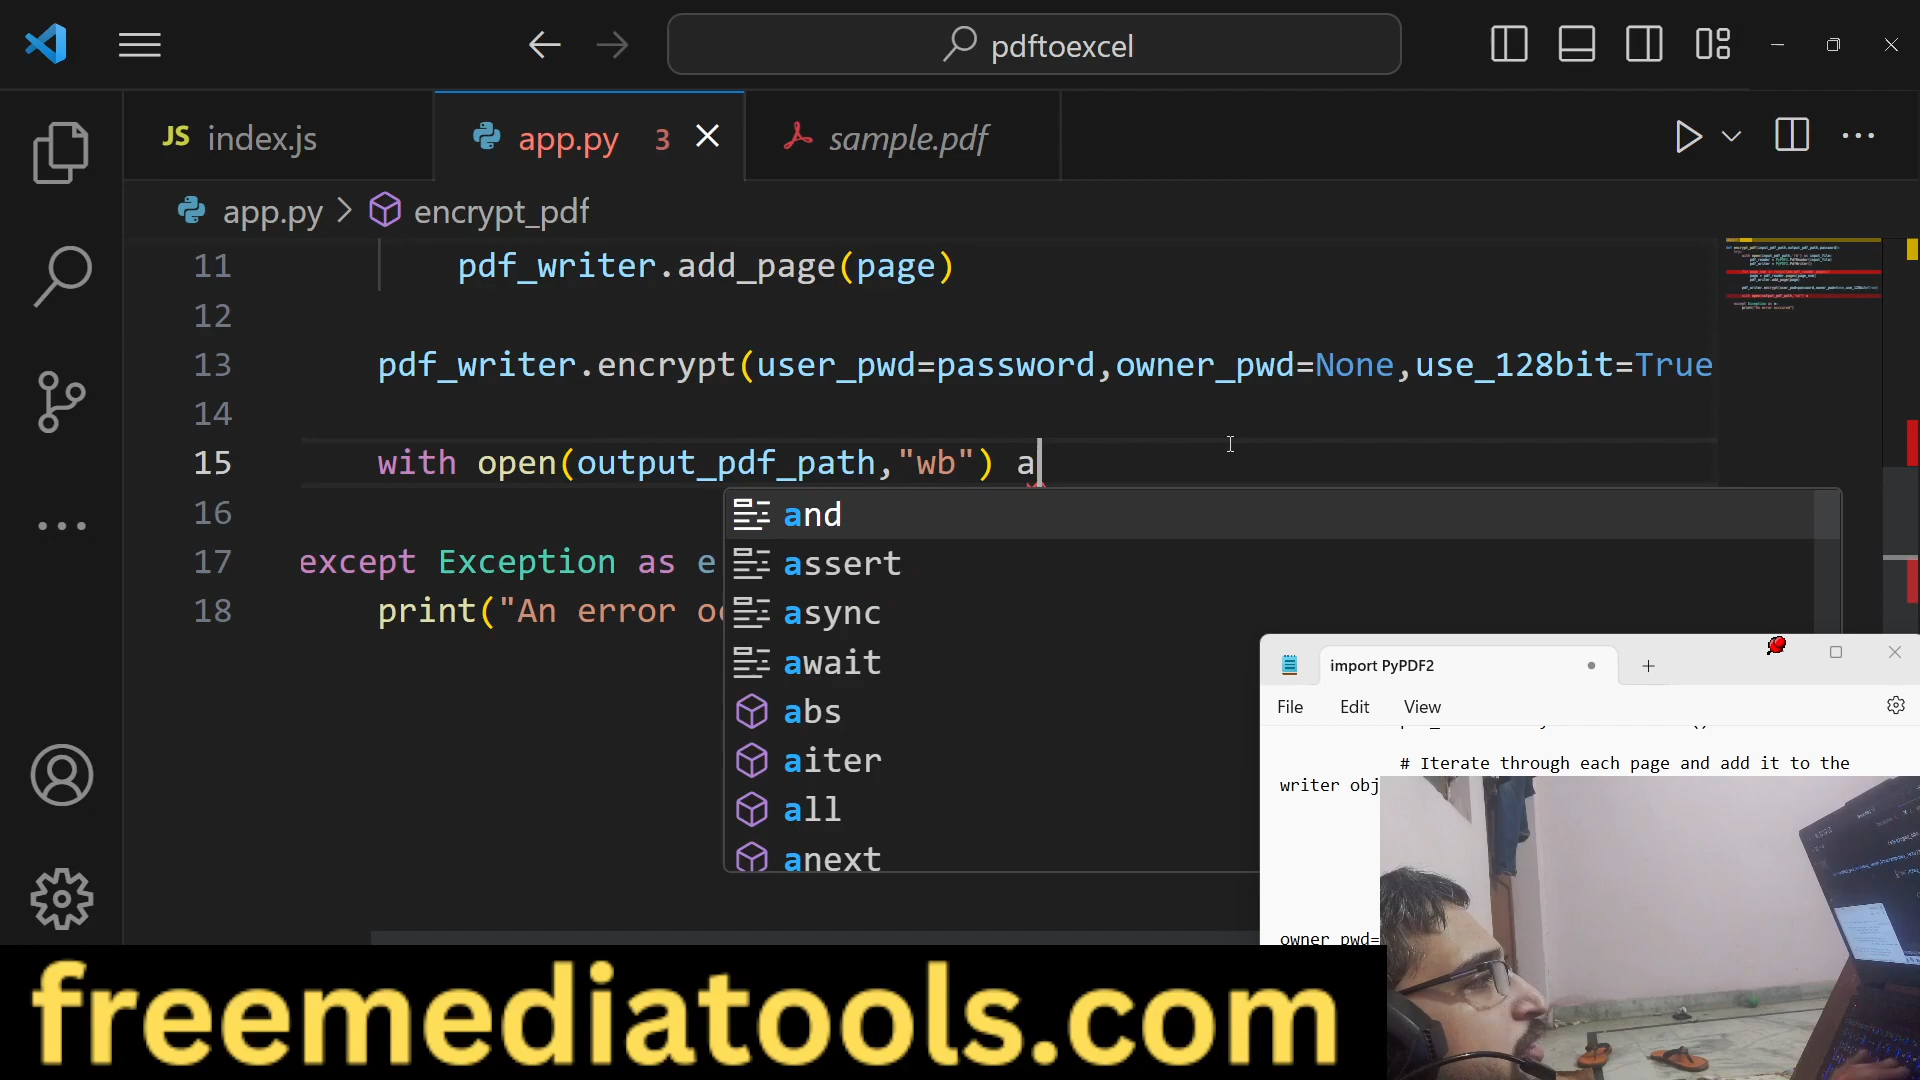 pdftoexcel
JS index.js
app.py 3
sample.pdf
app.py > encrypt_pdf
11 pdf_writer.add_page(page)
12
13 pdf_writer.encrypt(user_pwd=password,owner_pwd=None,use_128bit=True
14
15 with open(output_pdf_path,"wb") a
16
17 except Exception as e
18 print("An error oc
and
assert
async
await
abs
aiter
all
anext
import PyPDF2
File Edit View
# Iterate through each page and add it to the
writer obj
owner_pwd=
freemediatools.com